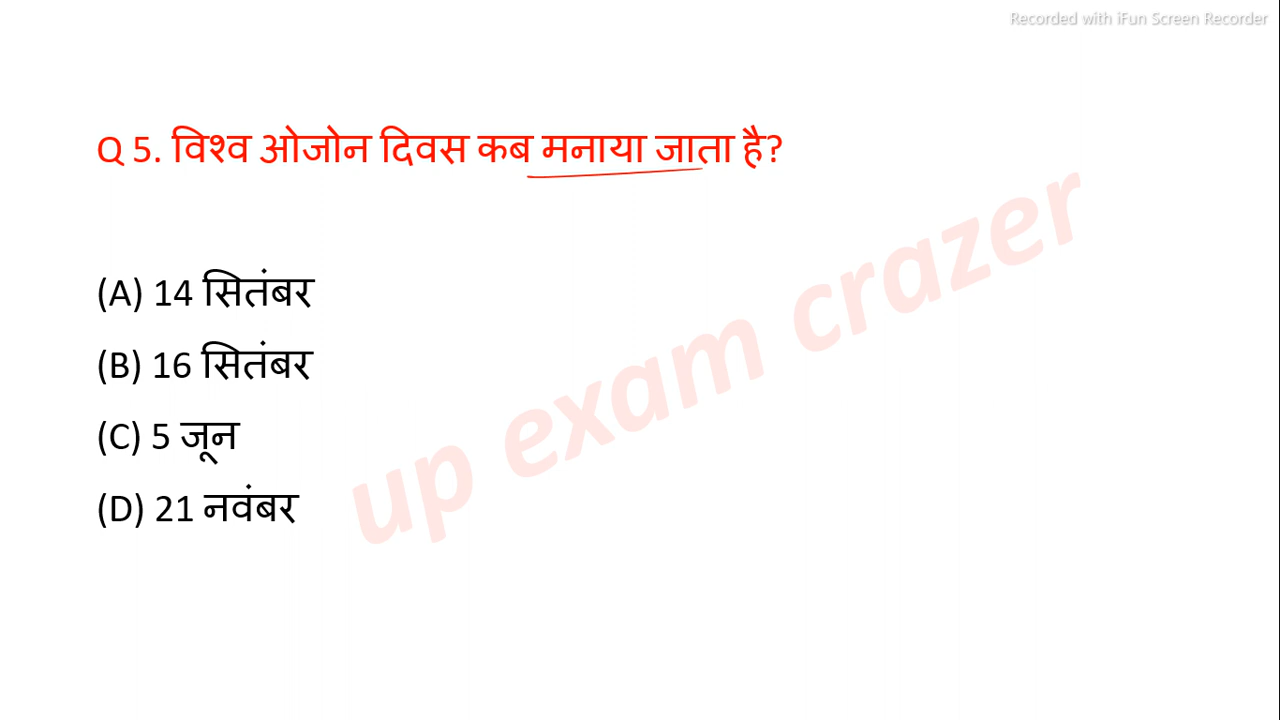 Recorded with iFun Screen Recorder
Q 5. विश्व ओजोन दिवस कब मनाया जाता है?
(A) 14 सितंबर
(B) 16 सितंबर
(C) 5 जून
(D) 21 नवंबर
up exam crazer